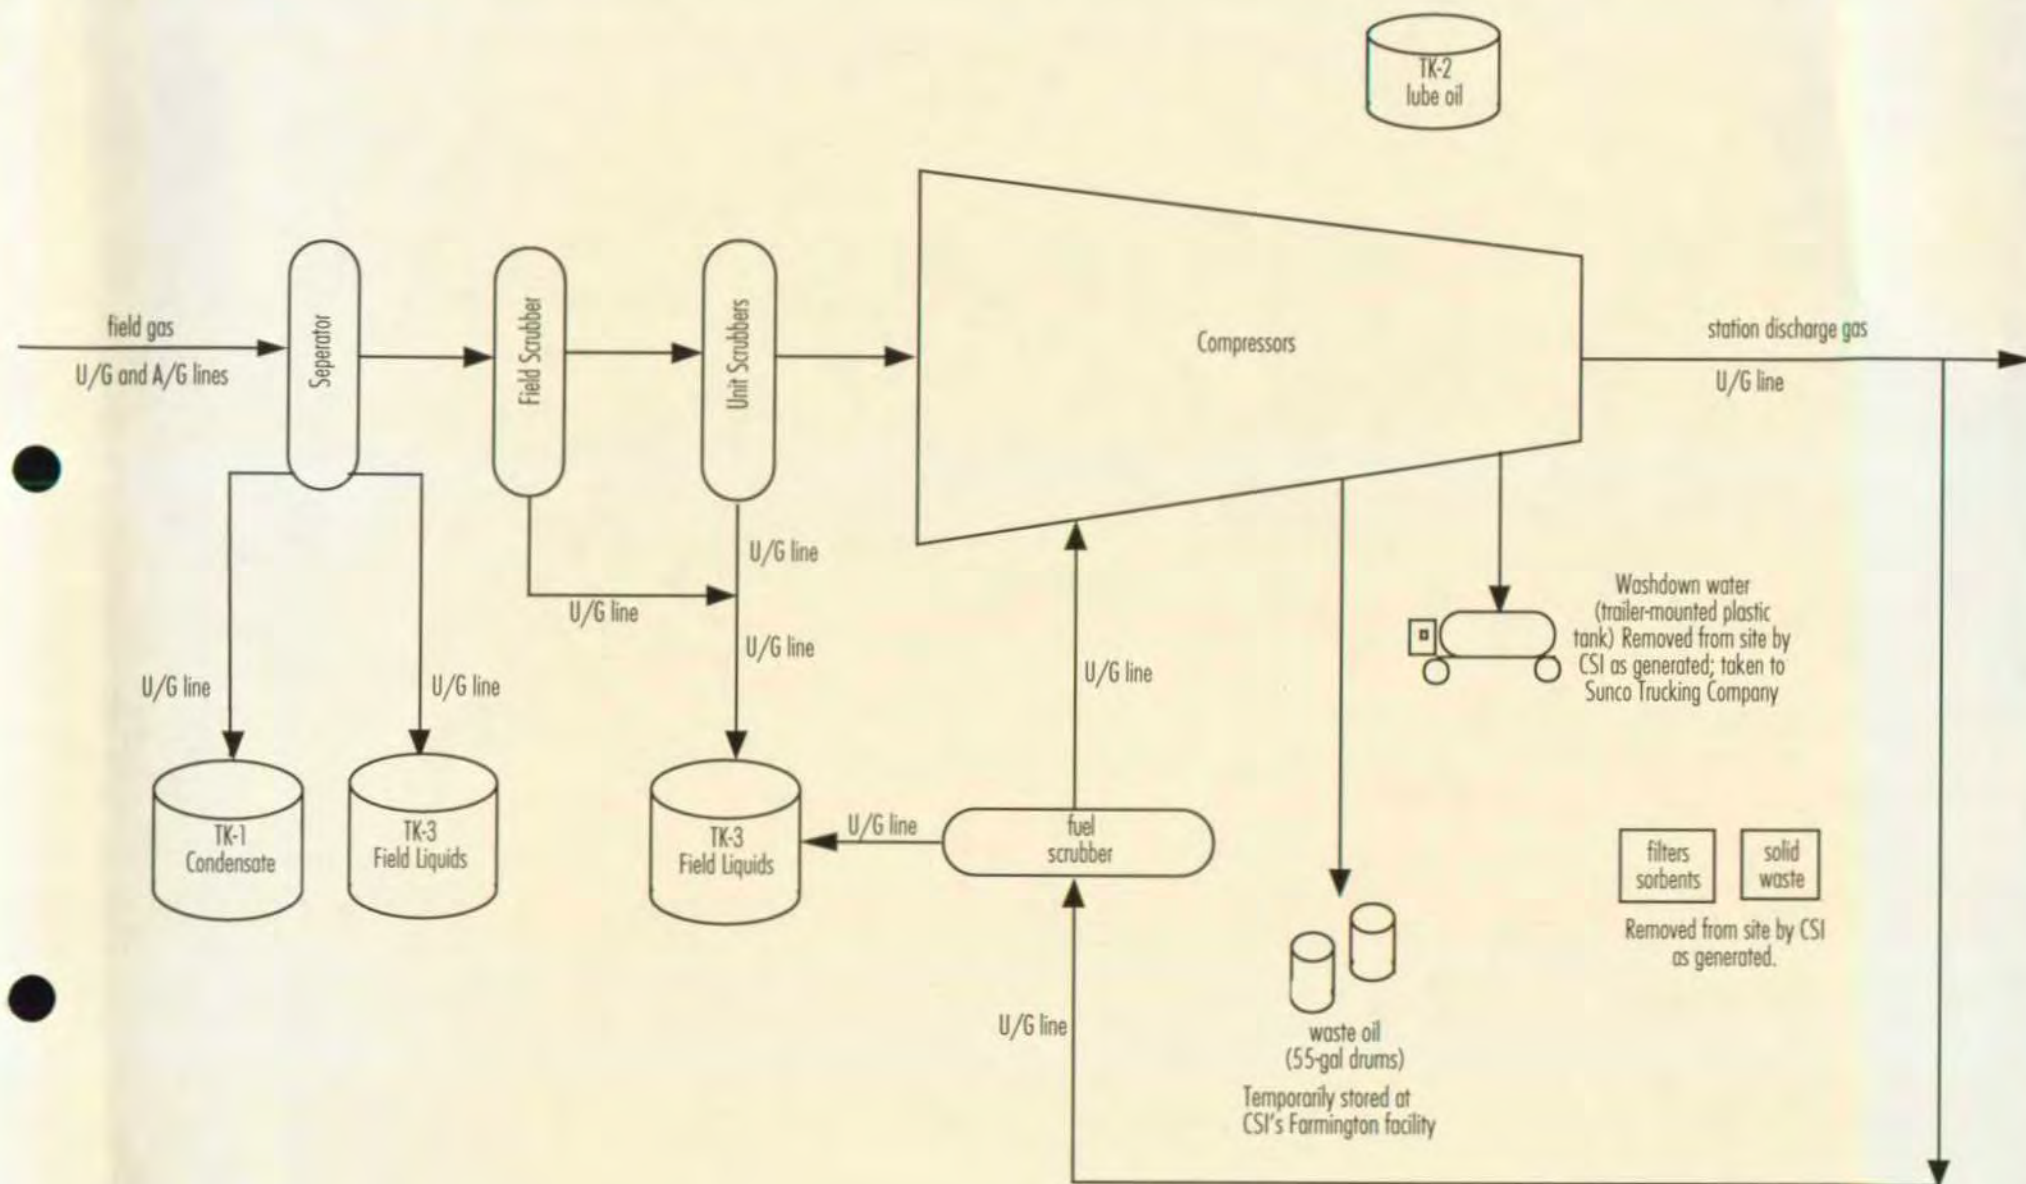 TK-2
lube oil
field gas
U/G and A/G lines
Seperator
Field Scrubber
Unit Scrubbers
Compressors
station discharge gas
U/G line
U/G line
U/G line
U/G line
U/G line
U/G line
U/G line
Washdown water
(trailer-mounted plastic
tank) Removed from site by
CSI as generated; taken to
Sunco Trucking Company
TK-1
Condensate
TK-3
Field Liquids
TK-3
Field Liquids
U/G line
fuel
scrubber
filters
sorbents
solid
waste
Removed from site by CSI
as generated.
U/G line
waste oil
(55-gal drums)
Temporarily stored at
CSI's Farmington facility